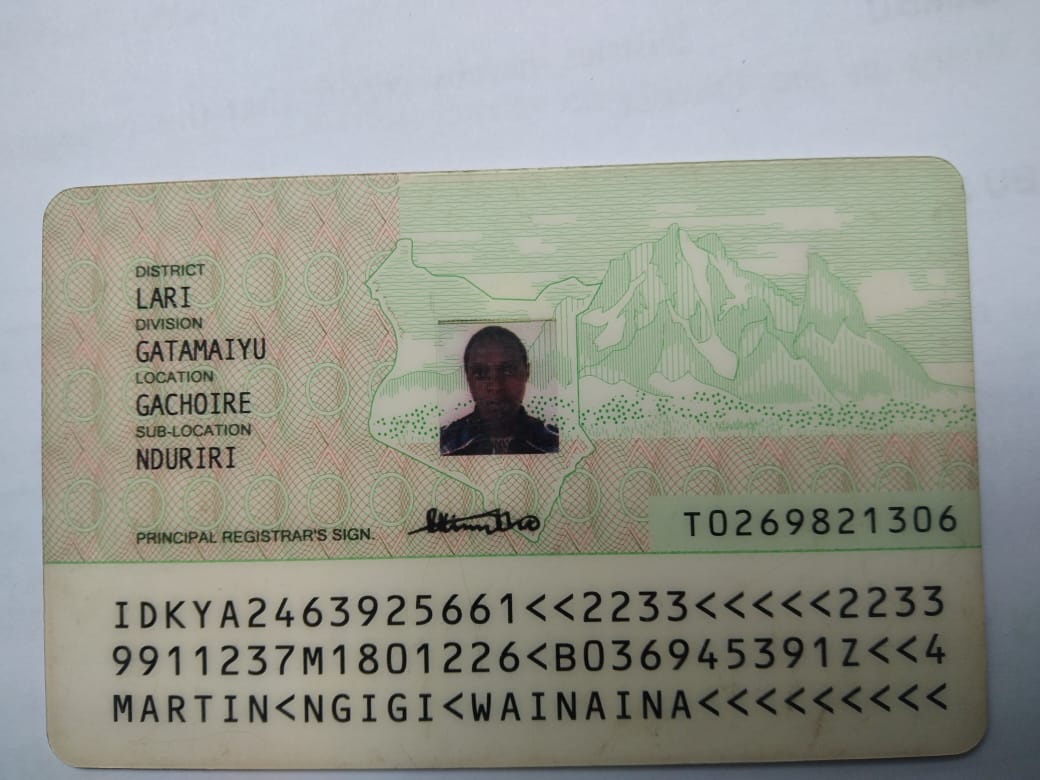 DISTRICT
LARI
DIVISION
GATAMAIYU
LOCATION
GACHOIRE
SUB-LOCATION
NDURIRI
PRINCIPAL REGISTRAR'S SIGN.
T0269821306
IDKYA2463925661<<2233<<<<<2233
9911237M1801226<B036945391Z<<4
MARTIN<NGIGI<WAINAINA<<<<<<<<<